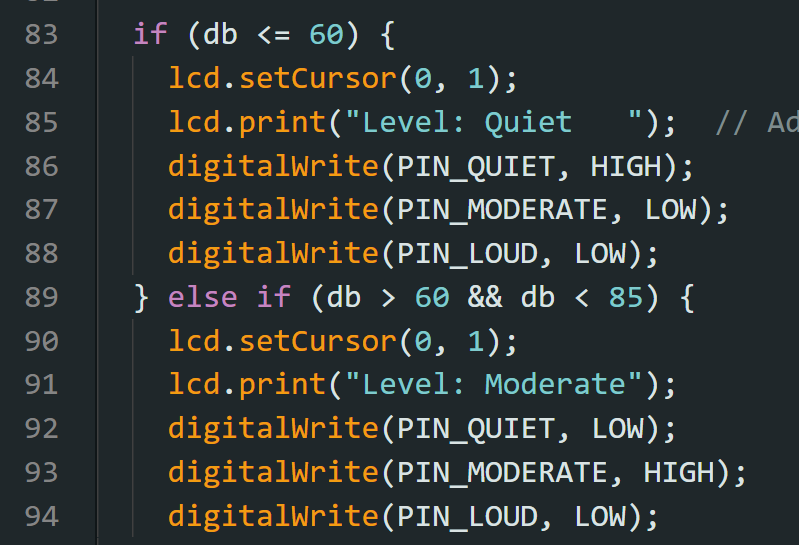 83 if (db <= 60) {
84 lcd.setCursor(0, 1);
85 lcd.print("Level: Quiet   ");  // Ad
86 digitalWrite(PIN_QUIET, HIGH);
87 digitalWrite(PIN_MODERATE, LOW);
88 digitalWrite(PIN_LOUD, LOW);
89 } else if (db > 60 && db < 85) {
90 lcd.setCursor(0, 1);
91 lcd.print("Level: Moderate");
92 digitalWrite(PIN_QUIET, LOW);
93 digitalWrite(PIN_MODERATE, HIGH);
94 digitalWrite(PIN_LOUD, LOW);